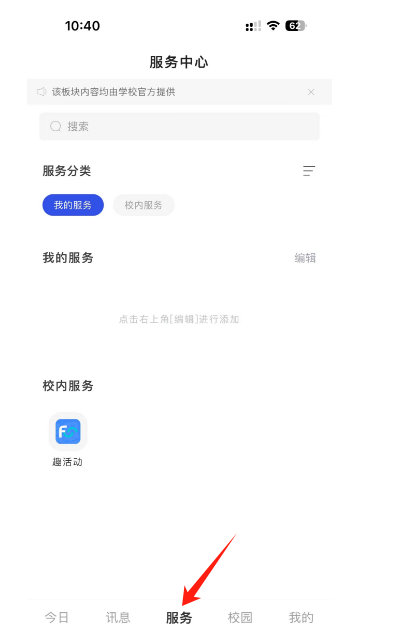 10:40
62
服务中心
该板块内容均由学校官方提供
搜索
服务分类
我的服务
校内服务
我的服务
编辑
点击右上角[编辑]进行添加
校内服务
趣活动
今日
讯息
服务
校园
我的